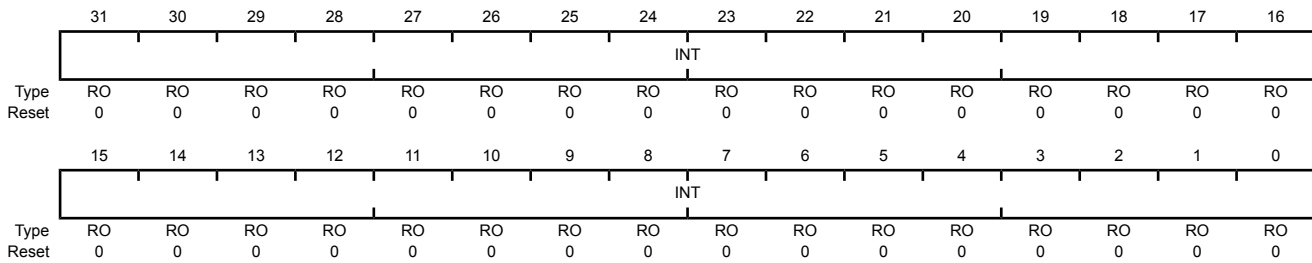 31 30 29 28 27 26 25 24 23 22 21 20 19 18 17 16
INT
Type RO RO RO RO RO RO RO RO RO RO RO RO RO RO RO RO
Reset 0 0 0 0 0 0 0 0 0 0 0 0 0 0 0 0
15 14 13 12 11 10 9 8 7 6 5 4 3 2 1 0
INT
Type RO RO RO RO RO RO RO RO RO RO RO RO RO RO RO RO
Reset 0 0 0 0 0 0 0 0 0 0 0 0 0 0 0 0